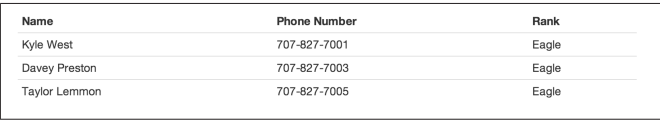 Name Phone Number Rank
Kyle West 707-827-7001 Eagle
Davey Preston 707-827-7003 Eagle
Taylor Lemmon 707-827-7005 Eagle